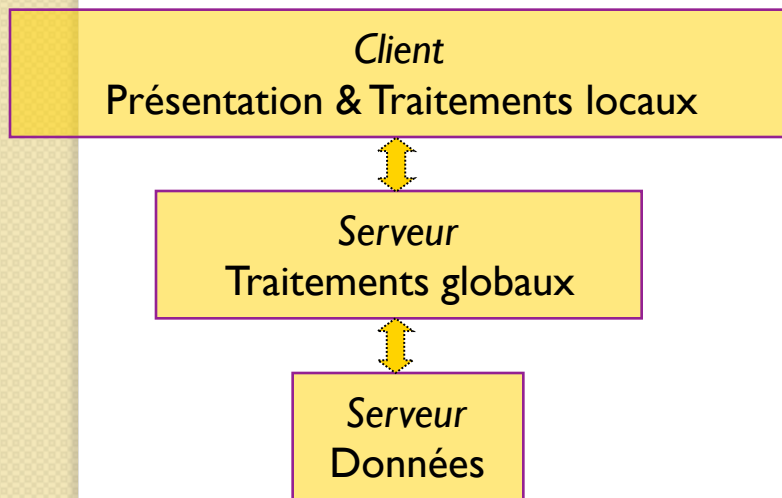 Client
Présentation & Traitements locaux
Serveur
Traitements globaux
Serveur
Données